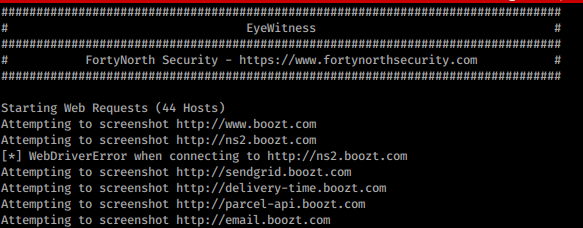 ################################################################################
#                                  EyeWitness                                  #
################################################################################
#           FortyNorth Security - https://www.fortynorthsecurity.com           #
################################################################################
Starting Web Requests (44 Hosts)
Attempting to screenshot http://www.boozt.com
Attempting to screenshot http://ns2.boozt.com
[*] WebDriverError when connecting to http://ns2.boozt.com
Attempting to screenshot http://sendgrid.boozt.com
Attempting to screenshot http://delivery-time.boozt.com
Attempting to screenshot http://parcel-api.boozt.com
Attempting to screenshot http://email.boozt.com